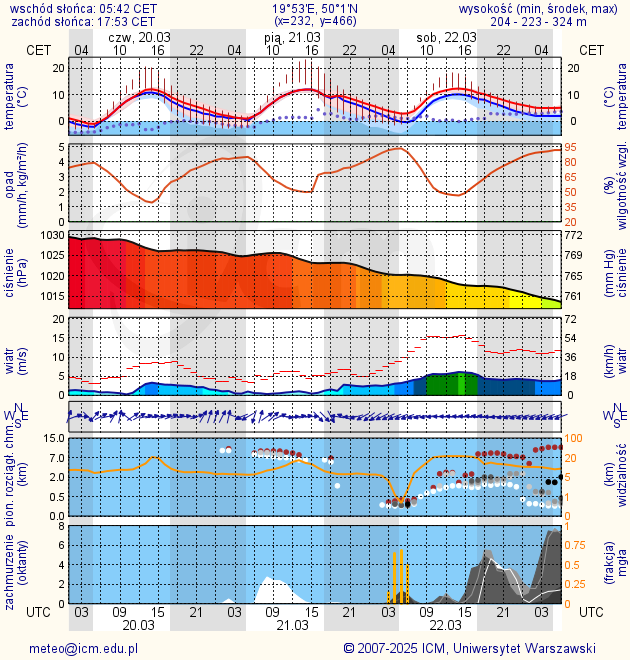 wschód słońca: 05:42 CET 19°53'E, 50°1'N wysokość (min, środek, max)
zachód słońca: 17:53 CET (x=232, y=466) 204 - 223 - 324 m
czw, 20.03 pią, 21.03 sob, 22.03
CET 04 10 16 22 04 10 16 22 04 10 16 22 04 CET
temperatura (°C)
20 20
10 10
0 0
temperatura (°C)
opad (mm/h, kg/m²/h)
5 95
4 80
3 65
2 50
1 35
0 20
(%) wilgotność wzgl.
ciśnienie (hPa)
1030 772
1025 769
1020 765
1015 761
(mm Hg) ciśnienie
wiatr (m/s)
20 72
15 54
10 36
5 18
0 0
(km/h) wiatr
N N
W E W E
S S
pion. rozciągł. chm. (km)
15.0 100
7.0 20
2.0 5
0.5 1
0.0 0
(km) widzialność
zachmurzenie (oktanty)
8 1
6 0.75
4 0.5
2 0.25
0 0
(frakcja) mgła
UTC 03 09 15 21 03 09 15 21 03 09 15 21 03 UTC
20.03 21.03 22.03
meteo@icm.edu.pl © 2007-2025 ICM, Uniwersytet Warszawski